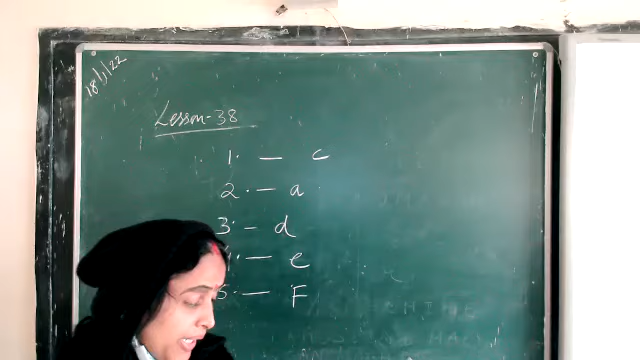 18/1/22
Lesson-38
1. — c
2. — a
3. — d
— e
5. — F